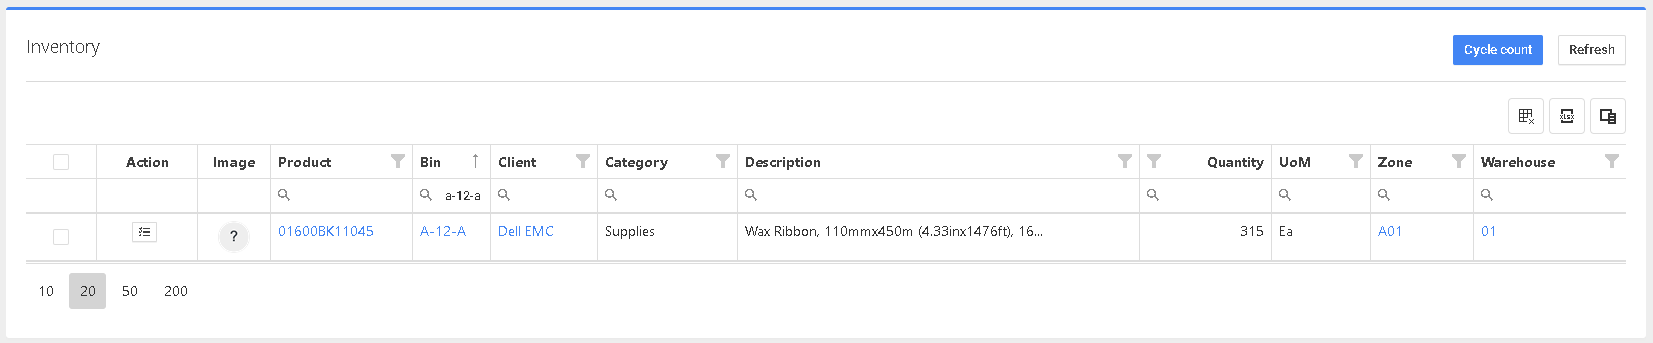 Inventory
Cycle count Refresh
XLSX
Action Image Product Bin Client Category Description Quantity UoM Zone Warehouse
a-12-a
? 01600BK11045 A-12-A Dell EMC Supplies Wax Ribbon, 110mmx450m (4.33inx1476ft), 16... 315 Ea A01 01
10 20 50 200